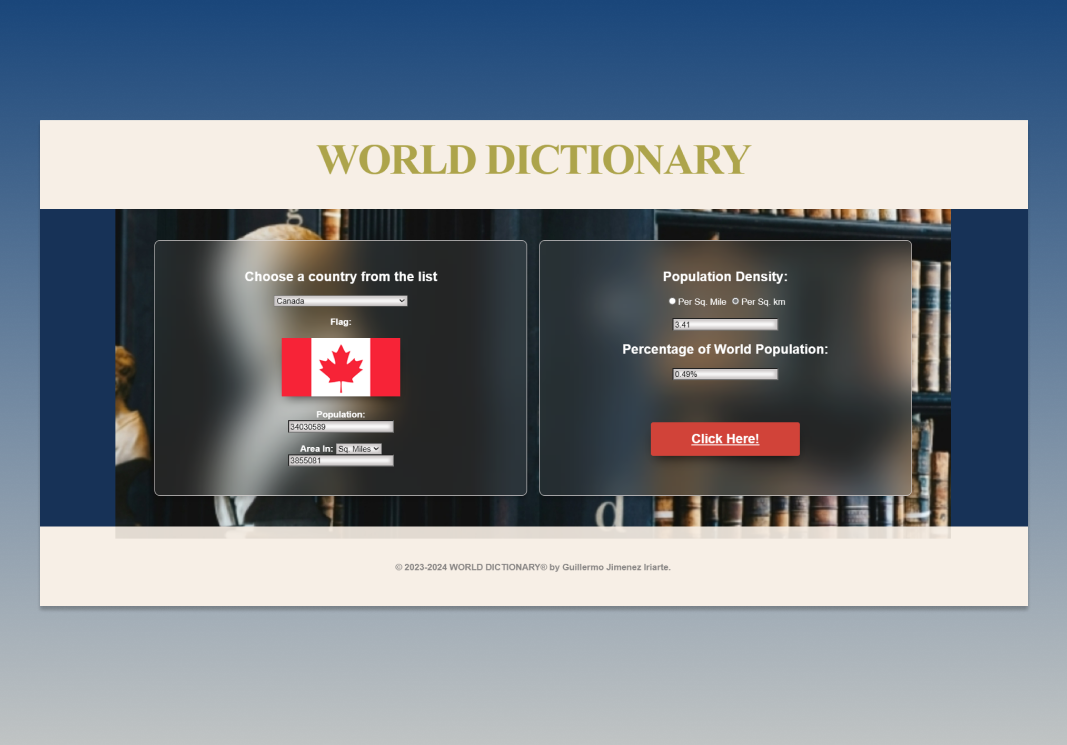 WORLD DICTIONARY
Choose a country from the list
Canada
Flag:
Population:
34030589
Area In: Sq. Miles
3855081
Population Density:
Per Sq. Mile Per Sq. km
3.41
Percentage of World Population:
0.49%
Click Here!
d
© 2023-2024 WORLD DICTIONARY® by Guillermo Jimenez Iriarte.